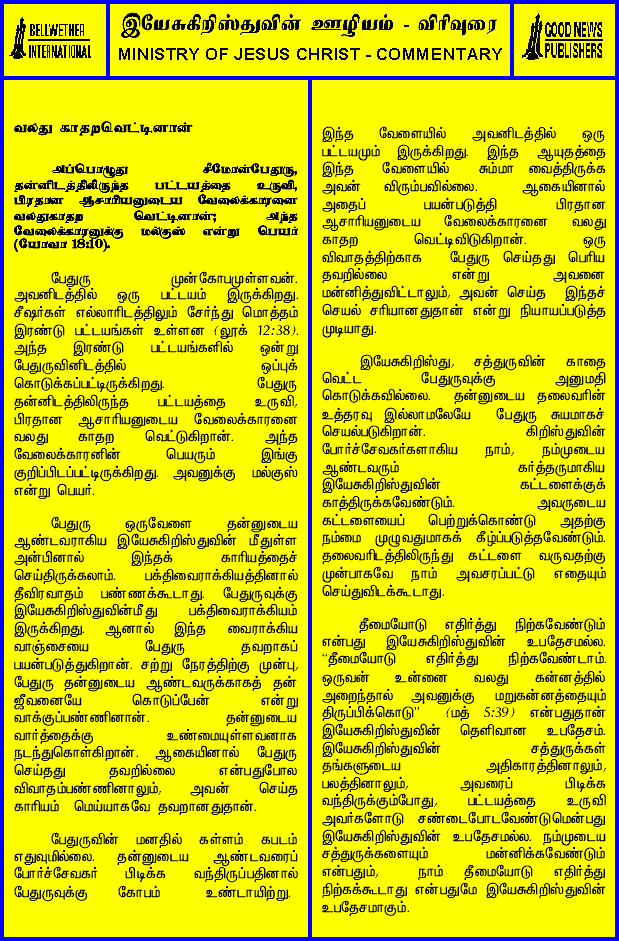 BELLWETHER
INTERNATIONAL
இயேசுகிறிஸ்துவின் ஊழியம் - விரிவுரை
MINISTRY OF JESUS CHRIST - COMMENTARY
GOOD NEWS
PUBLISHERS
வலது காதறவெட்டினான்
அப்பொழுது சீமோன்பேதுரு,
தன்னிடத்திலிருந்த பட்டயத்தை உருவி,
பிரதான ஆசாரியனுடைய வேலைக்காரனை
வலதுகாதற வெட்டினான்; அந்த
வேலைக்காரனுக்கு மல்குஸ் என்று பெயர்
(யோவா 18:10).
பேதுரு முன்கோபமுள்ளவன்.
அவனிடத்தில் ஒரு பட்டயம் இருக்கிறது.
சீஷர்கள் எல்லாரிடத்திலும் சேர்ந்து மொத்தம்
இரண்டு பட்டயங்கள் உள்ளன (லூக் 12:38).
அந்த இரண்டு பட்டயங்களில் ஒன்று
பேதுருவினிடத்தில் ஒப்புக்
கொடுக்கப்பட்டிருக்கிறது. பேதுரு
தன்னிடத்திலிருந்த பட்டயத்தை உருவி,
பிரதான ஆசாரியனுடைய வேலைக்காரனை
வலது காதற வெட்டுகிறான். அந்த
வேலைக்காரனின் பெயரும் இங்கு
குறிப்பிடப்பட்டிருக்கிறது. அவனுக்கு மல்குஸ்
என்று பெயர்.
பேதுரு ஒருவேளை தன்னுடைய
ஆண்டவராகிய இயேசுகிறிஸ்துவின் மீதுள்ள
அன்பினால் இந்தக் காரியத்தைச்
செய்திருக்கலாம். பக்திவைராக்கியத்தினால்
தீவிரவாதம் பண்ணக்கூடாது. பேதுருவுக்கு
இயேசுகிறிஸ்துவின்மீது பக்திவைராக்கியம்
இருக்கிறது. ஆனால் இந்த வைராக்கிய
வாஞ்சையை பேதுரு தவறாகப்
பயன்படுத்துகிறான். சற்று நேரத்திற்கு முன்பு,
பேதுரு தன்னுடைய ஆண்டவருக்காகத் தன்
ஜீவனையே கொடுப்பேன் என்று
வாக்குப்பண்ணினான். தன்னுடைய
வார்த்தைக்கு உண்மையுள்ளவனாக
நடந்துகொள்கிறான். ஆகையினால் பேதுரு
செய்தது தவறில்லை என்பதுபோல
விவாதம்பண்ணினாலும், அவன் செய்த
காரியம் மெய்யாகவே தவறானதுதான்.
பேதுருவின் மனதில் கள்ளம் கபடம்
எதுவுமில்லை. தன்னுடைய ஆண்டவரைப்
போர்ச்சேவகர் பிடிக்க வந்திருப்பதினால்
பேதுருவுக்கு கோபம் உண்டாயிற்று.
இந்த வேளையில் அவனிடத்தில் ஒரு
பட்டயமும் இருக்கிறது. இந்த ஆயுதத்தை
இந்த வேளையில் சும்மா வைத்திருக்க
அவன் விரும்பவில்லை. ஆகையினால்
அதைப் பயன்படுத்தி பிரதான
ஆசாரியனுடைய வேலைக்காரனை வலது
காதற வெட்டிவிடுகிறான். ஒரு
விவாதத்திற்காக பேதுரு செய்தது பெரிய
தவறில்லை என்று அவனை
மன்னித்துவிட்டாலும், அவன் செய்த இந்தச்
செயல் சரியானதுதான் என்று நியாயப்படுத்த
முடியாது.
இயேசுகிறிஸ்து, சத்துருவின் காதை
வெட்ட பேதுருவுக்கு அனுமதி
கொடுக்கவில்லை. தன்னுடைய தலைவரின்
உத்தரவு இல்லாமலேயே பேதுரு சுயமாகச்
செயல்படுகிறான். கிறிஸ்துவின்
போர்ச்சேவகர்களாகிய நாம், நம்முடைய
ஆண்டவரும் கர்த்தருமாகிய
இயேசுகிறிஸ்துவின் கட்டளைக்குக்
காத்திருக்கவேண்டும். அவருடைய
கட்டளையைப் பெற்றுக்கொண்டு அதற்கு
நம்மை முழுவதுமாகக் கீழ்ப்படுத்தவேண்டும்.
தலைவரிடத்திலிருந்து கட்டளை வருவதற்கு
முன்பாகவே நாம் அவசரப்பட்டு எதையும்
செய்துவிடக்கூடாது.
தீமையோடு எதிர்த்து நிற்கவேண்டும்
என்பது இயேசுகிறிஸ்துவின் உபதேசமல்ல.
“தீமையோடு எதிர்த்து நிற்கவேண்டாம்.
ஒருவன் உன்னை வலது கன்னத்தில்
அறைந்தால் அவனுக்கு மறுகன்னத்தையும்
திருப்பிக்கொடு” (மத் 5:39) என்பதுதான்
இயேசுகிறிஸ்துவின் தெளிவான உபதேசம்.
இயேசுகிறிஸ்துவின் சத்துருக்கள்
தங்களுடைய அதிகாரத்தினாலும்,
பலத்தினாலும், அவரைப் பிடிக்க
வந்திருக்கும்போது, பட்டயத்தை உருவி
அவர்களோடு சண்டைபோடவேண்டுமென்பது
இயேசுகிறிஸ்துவின் உபதேசமல்ல. நம்முடைய
சத்துருக்களையும் மன்னிக்கவேண்டும்
என்பதும், நாம் தீமையோடு எதிர்த்து
நிற்கக்கூடாது என்பதுமே இயேசுகிறிஸ்துவின்
உபதேசமாகும்.